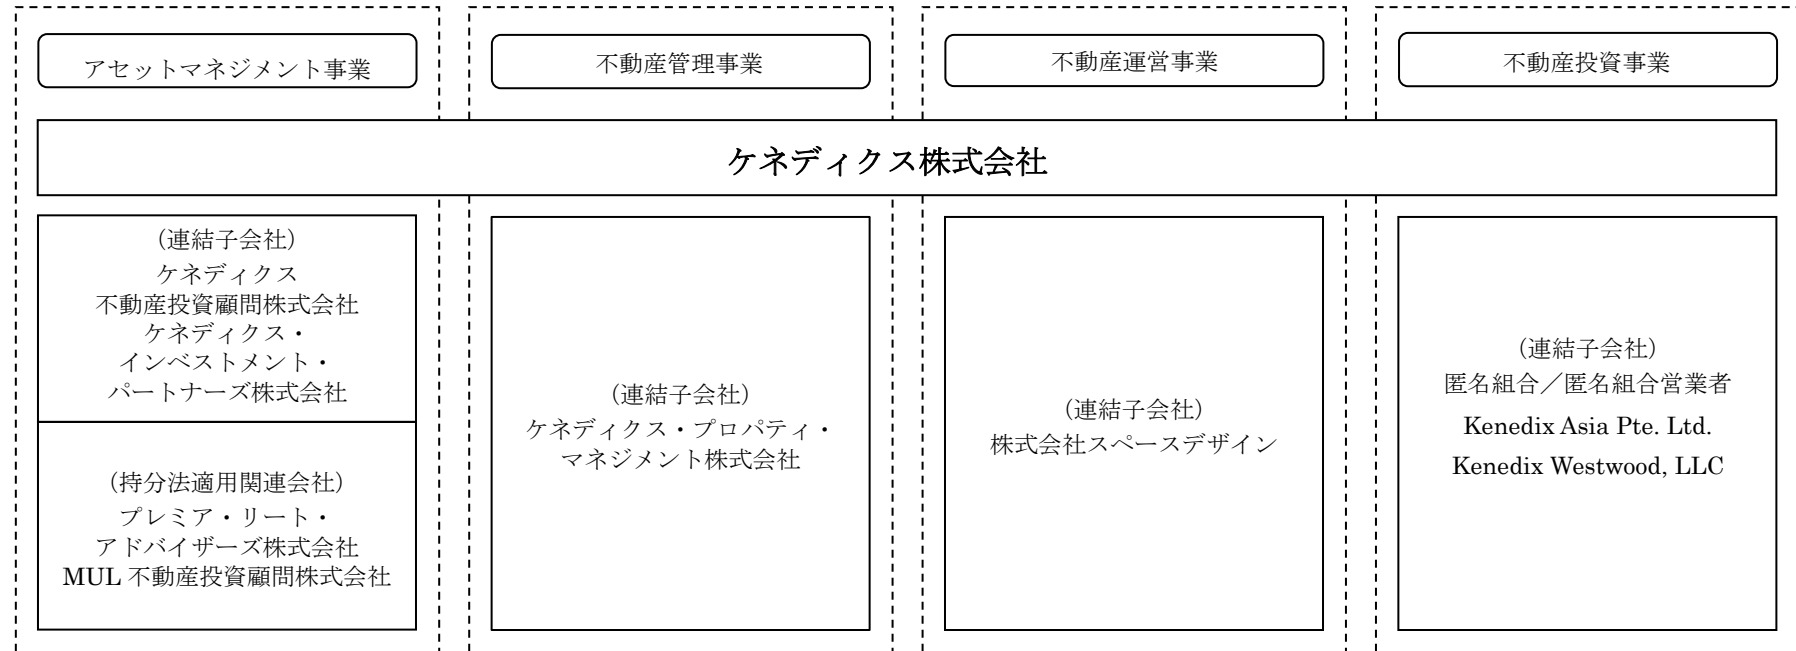 アセットマネジメント事業
不動産管理事業
不動産運営事業
不動産投資事業
ケネディクス株式会社
（連結子会社）
ケネディクス
不動産投資顧問株式会社
ケネディクス・
インベストメント・
パートナーズ株式会社
（持分法適用関連会社）
プレミア・リート・
アドバイザーズ株式会社
MUL 不動産投資顧問株式会社
（連結子会社）
ケネディクス・プロパティ・
マネジメント株式会社
（連結子会社）
株式会社スペースデザイン
（連結子会社）
匿名組合／匿名組合営業者
Kenedix Asia Pte. Ltd.
Kenedix Westwood, LLC